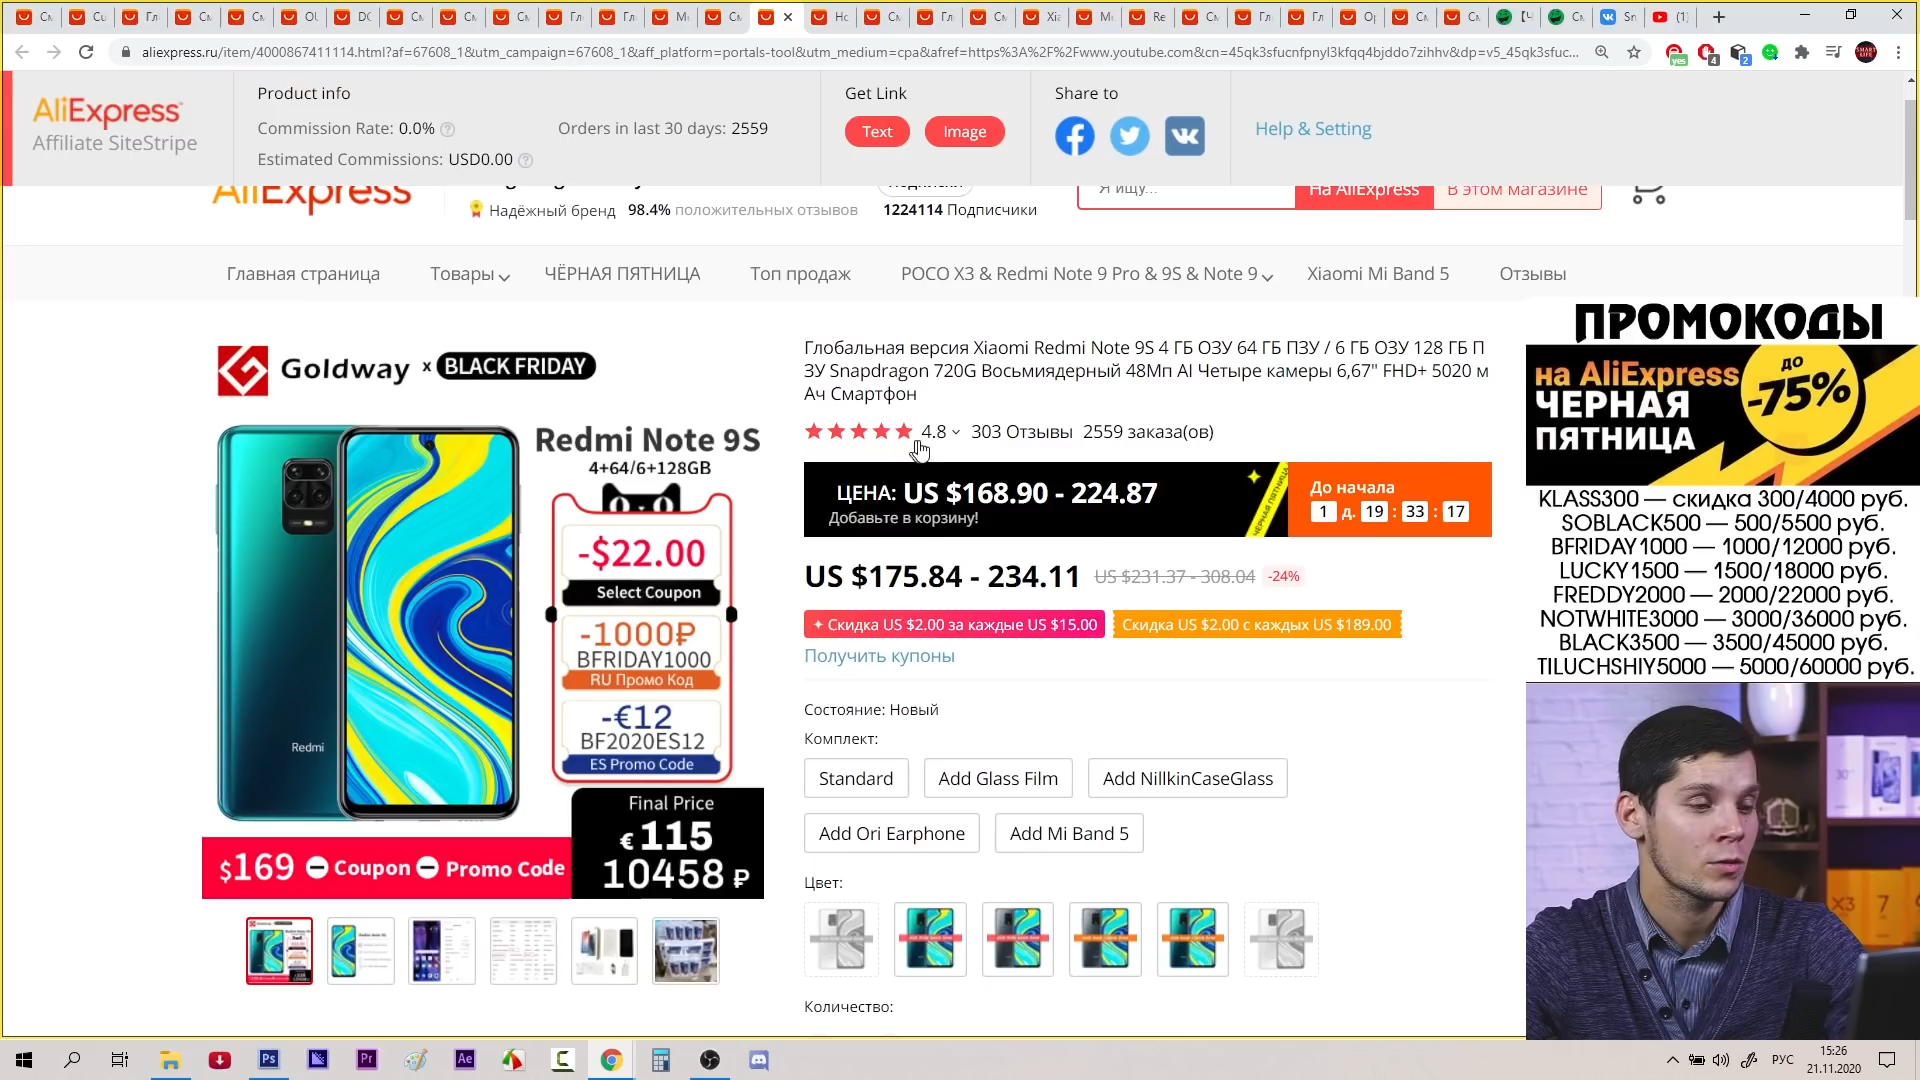 aliexpress.ru/item/4000867411114.html?af=67608_1&utm_campaign=67608_1&aff_platform=portals-tool&utm_medium=cpa&afref=https%3A%2F%2Fwww.youtube.com&cn=45qk3sfucnfpnyl3kfqq4bjddo7zihhv&dp=v5_45qk3sfuc...
yes
4
2
AliExpress
Affiliate SiteStripe
Product info
Commission Rate: 0.0%
Orders in last 30 days: 2559
Estimated Commissions: USD0.00
Get Link
Text
Image
Share to
Help & Setting
AliExpress
Надёжный бренд 98.4% положительных отзывов
1224114 Подписчики
Я ищу...
На AliExpress
В этом магазине
Главная страница
Товары
ЧЁРНАЯ ПЯТНИЦА
Топ продаж
POCO X3 & Redmi Note 9 Pro & 9S & Note 9
Xiaomi Mi Band 5
Отзывы
Goldway x BLACK FRIDAY
Redmi Note 9S
4+64/6+128GB
-$22.00
Select Coupon
-1000₽
BFRIDAY1000
RU Промо Код
-€12
BF2020ES12
ES Promo Code
Redmi
Final Price
€ 115
10458 ₽
$169 Coupon Promo Code
Глобальная версия Xiaomi Redmi Note 9S 4 ГБ ОЗУ 64 ГБ ПЗУ / 6 ГБ ОЗУ 128 ГБ П
ЗУ Snapdragon 720G Восьмиядерный 48Мп AI Четыре камеры 6,67" FHD+ 5020 м
Ач Смартфон
4.8 303 Отзывы 2559 заказа(ов)
ЦЕНА: US $168.90 - 224.87
Добавьте в корзину!
ЧЕРНАЯ ПЯТНИЦА
До начала
1 д. 19 : 33 : 17
US $175.84 - 234.11 US $231.37 - 308.04 -24%
Скидка US $2.00 за каждые US $15.00
Скидка US $2.00 с каждых US $189.00
Получить купоны
Состояние: Новый
Комплект:
Standard
Add Glass Film
Add NillkinCaseGlass
Add Ori Earphone
Add Mi Band 5
Цвет:
Количество:
ПРОМОКОДЫ
на AliExpress
ЧЕРНАЯ
ПЯТНИЦА
до
-75%
KLASS300 — скидка 300/4000 руб.
SOBLACK500 — 500/5500 руб.
BFRIDAY1000 — 1000/12000 руб.
LUCKY1500 — 1500/18000 руб.
FREDDY2000 — 2000/22000 руб.
NOTWHITE3000 — 3000/36000 руб.
BLACK3500 — 3500/45000 руб.
TILUCHSHIY5000 — 5000/60000 руб.
Ps
Pr
Ae
РУС
15:26
21.11.2020